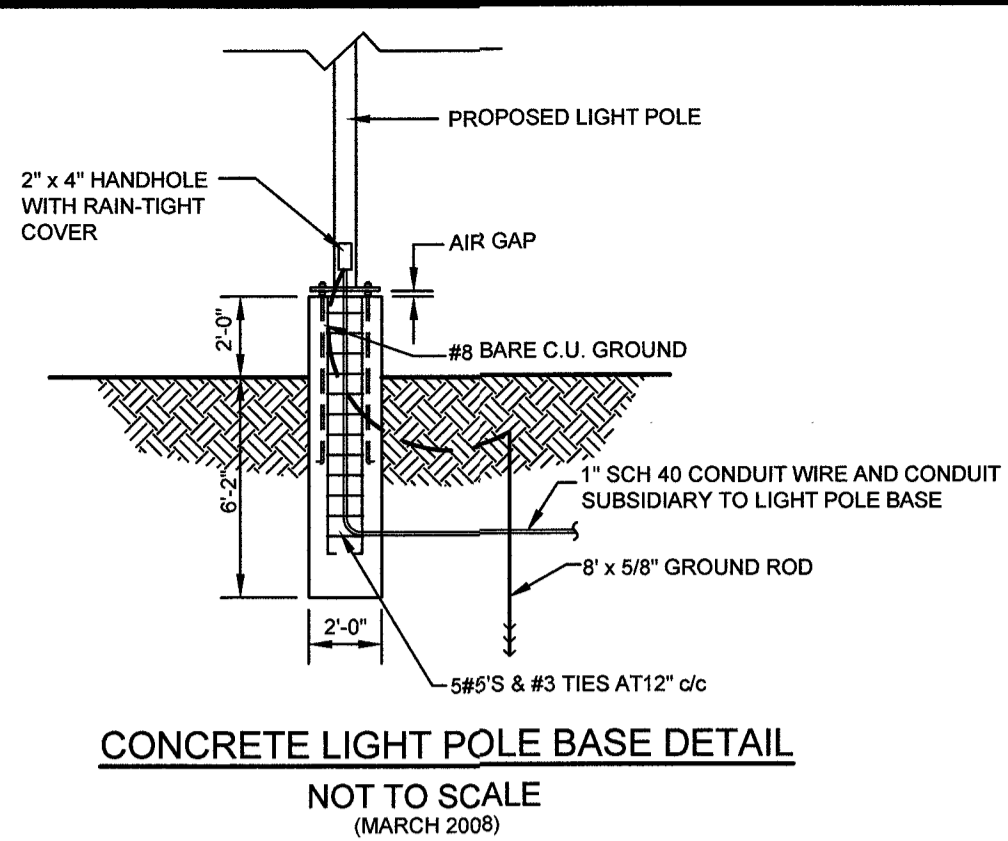 PROPOSED LIGHT POLE
2" x 4" HANDHOLE
WITH RAIN-TIGHT
COVER
AIR GAP
2'-0"
#8 BARE C.U. GROUND
6'-2"
1" SCH 40 CONDUIT WIRE AND CONDUIT
SUBSIDIARY TO LIGHT POLE BASE
8' x 5/8" GROUND ROD
2'-0"
5#5'S & #3 TIES AT12" c/c
CONCRETE LIGHT POLE BASE DETAIL
NOT TO SCALE
(MARCH 2008)